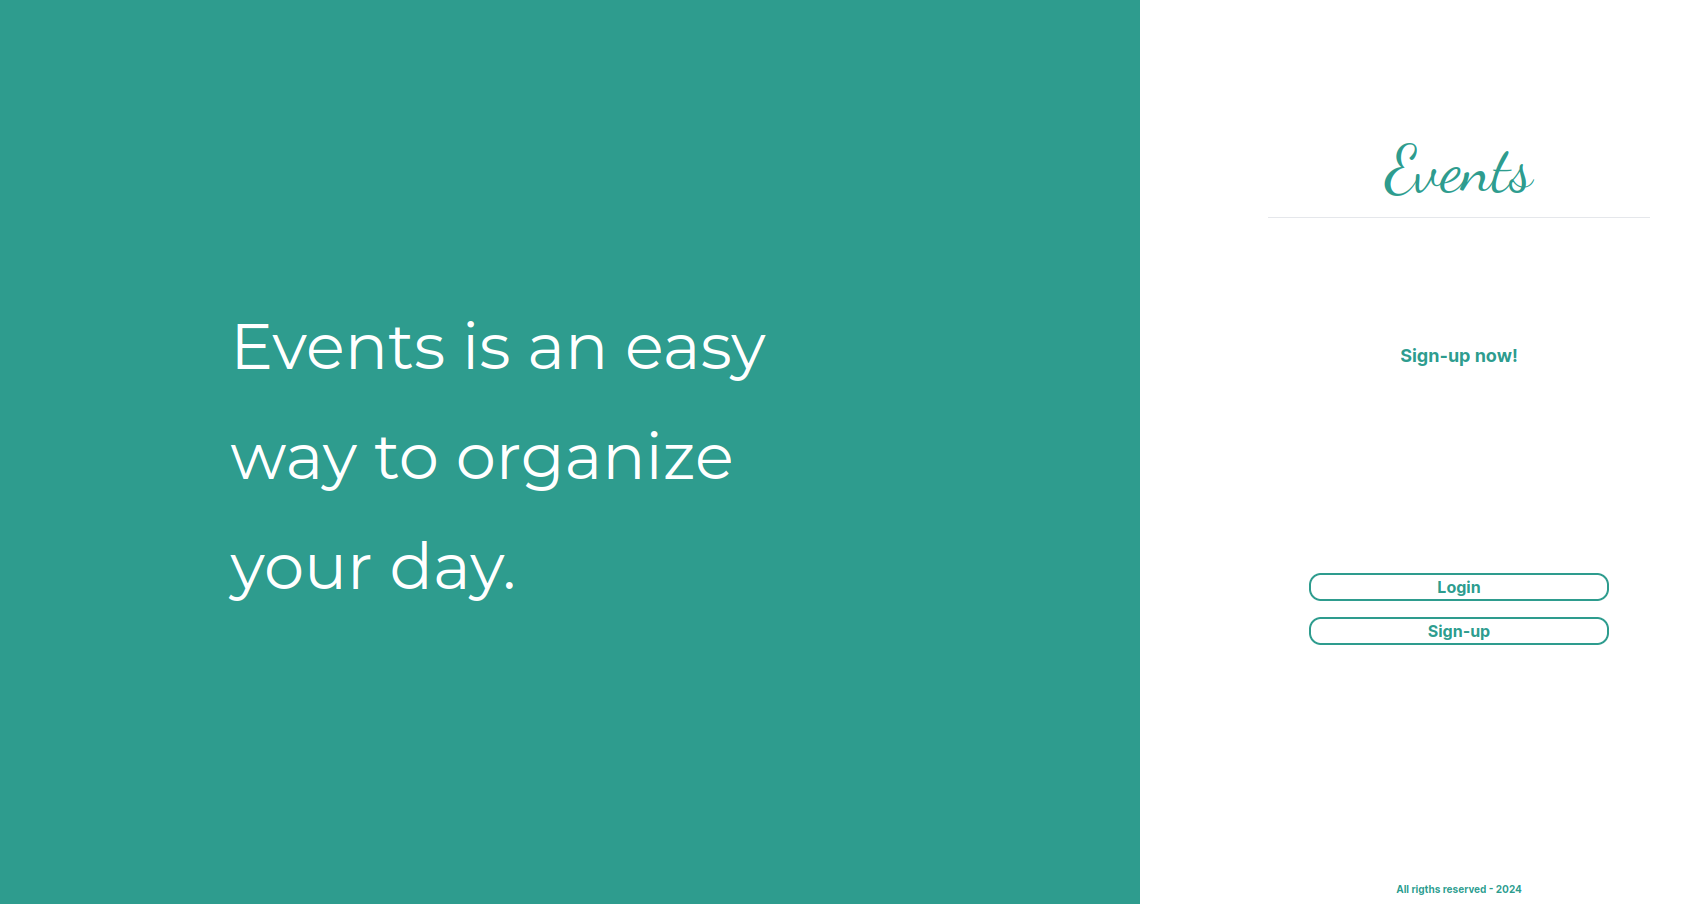 Events is an easy
way to organize
your day.
Events
Sign-up now!
Login
Sign-up
All rigths reserved - 2024